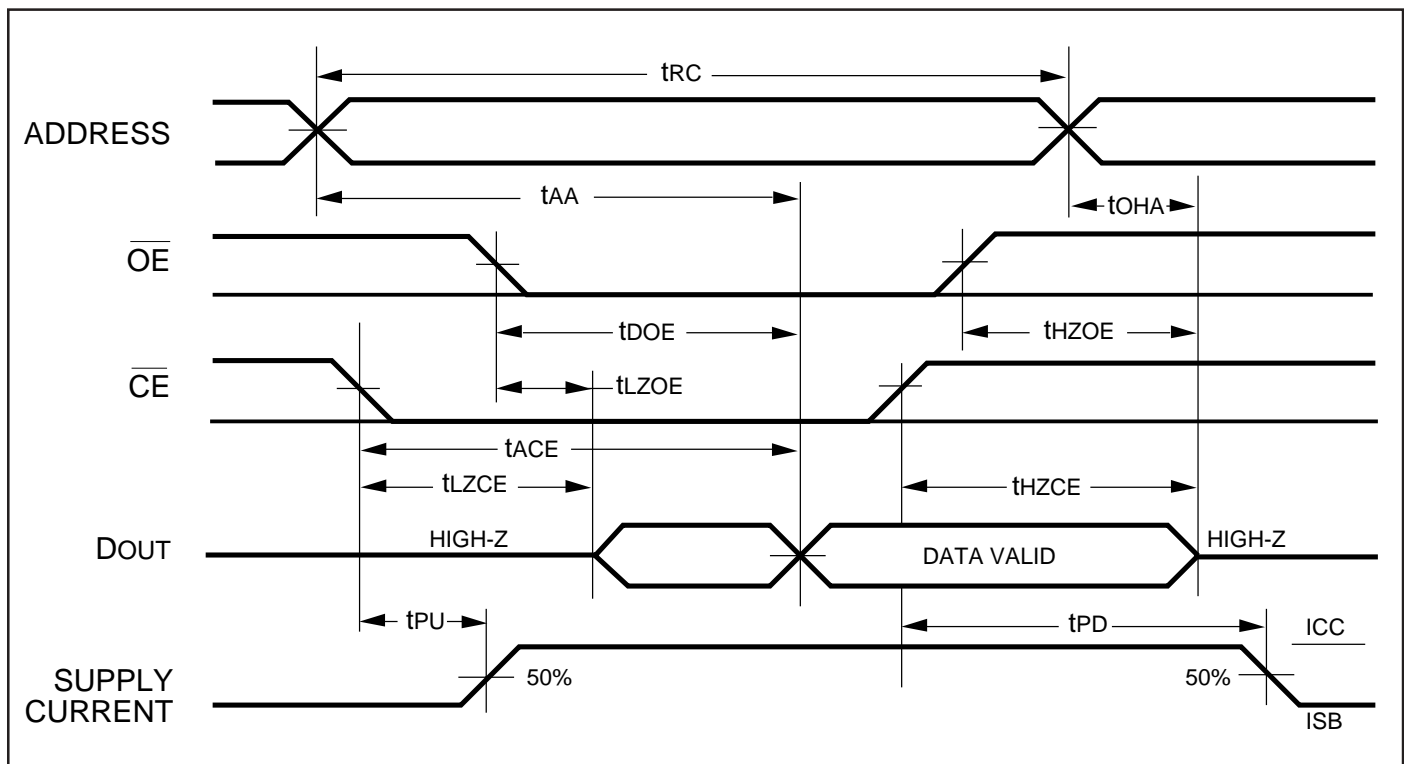 tRC
ADDRESS
tAA
tOHA
OE
tDOE
tHZOE
CE
tLZOE
tACE
tLZCE
tHZCE
DOUT
HIGH-Z
DATA VALID
HIGH-Z
tPU
tPD
ICC
SUPPLY
CURRENT
50%
50%
ISB